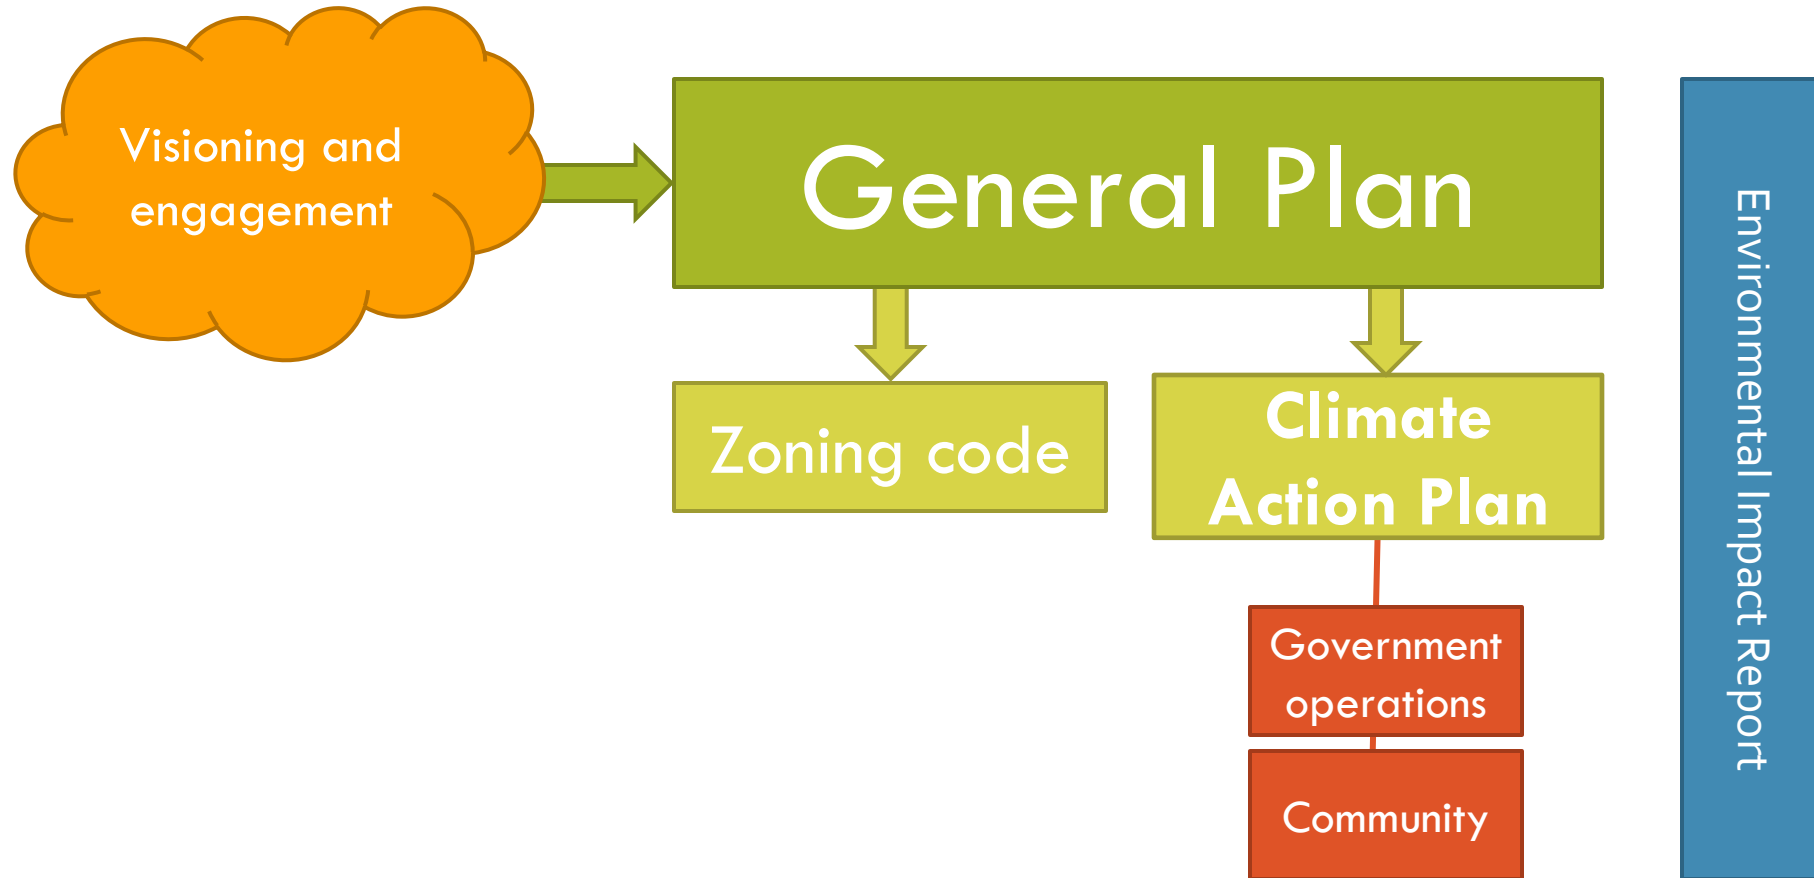 Visioning and
engagement
General Plan
Zoning code
Climate
Action Plan
Government
operations
Community
Environmental Impact Report